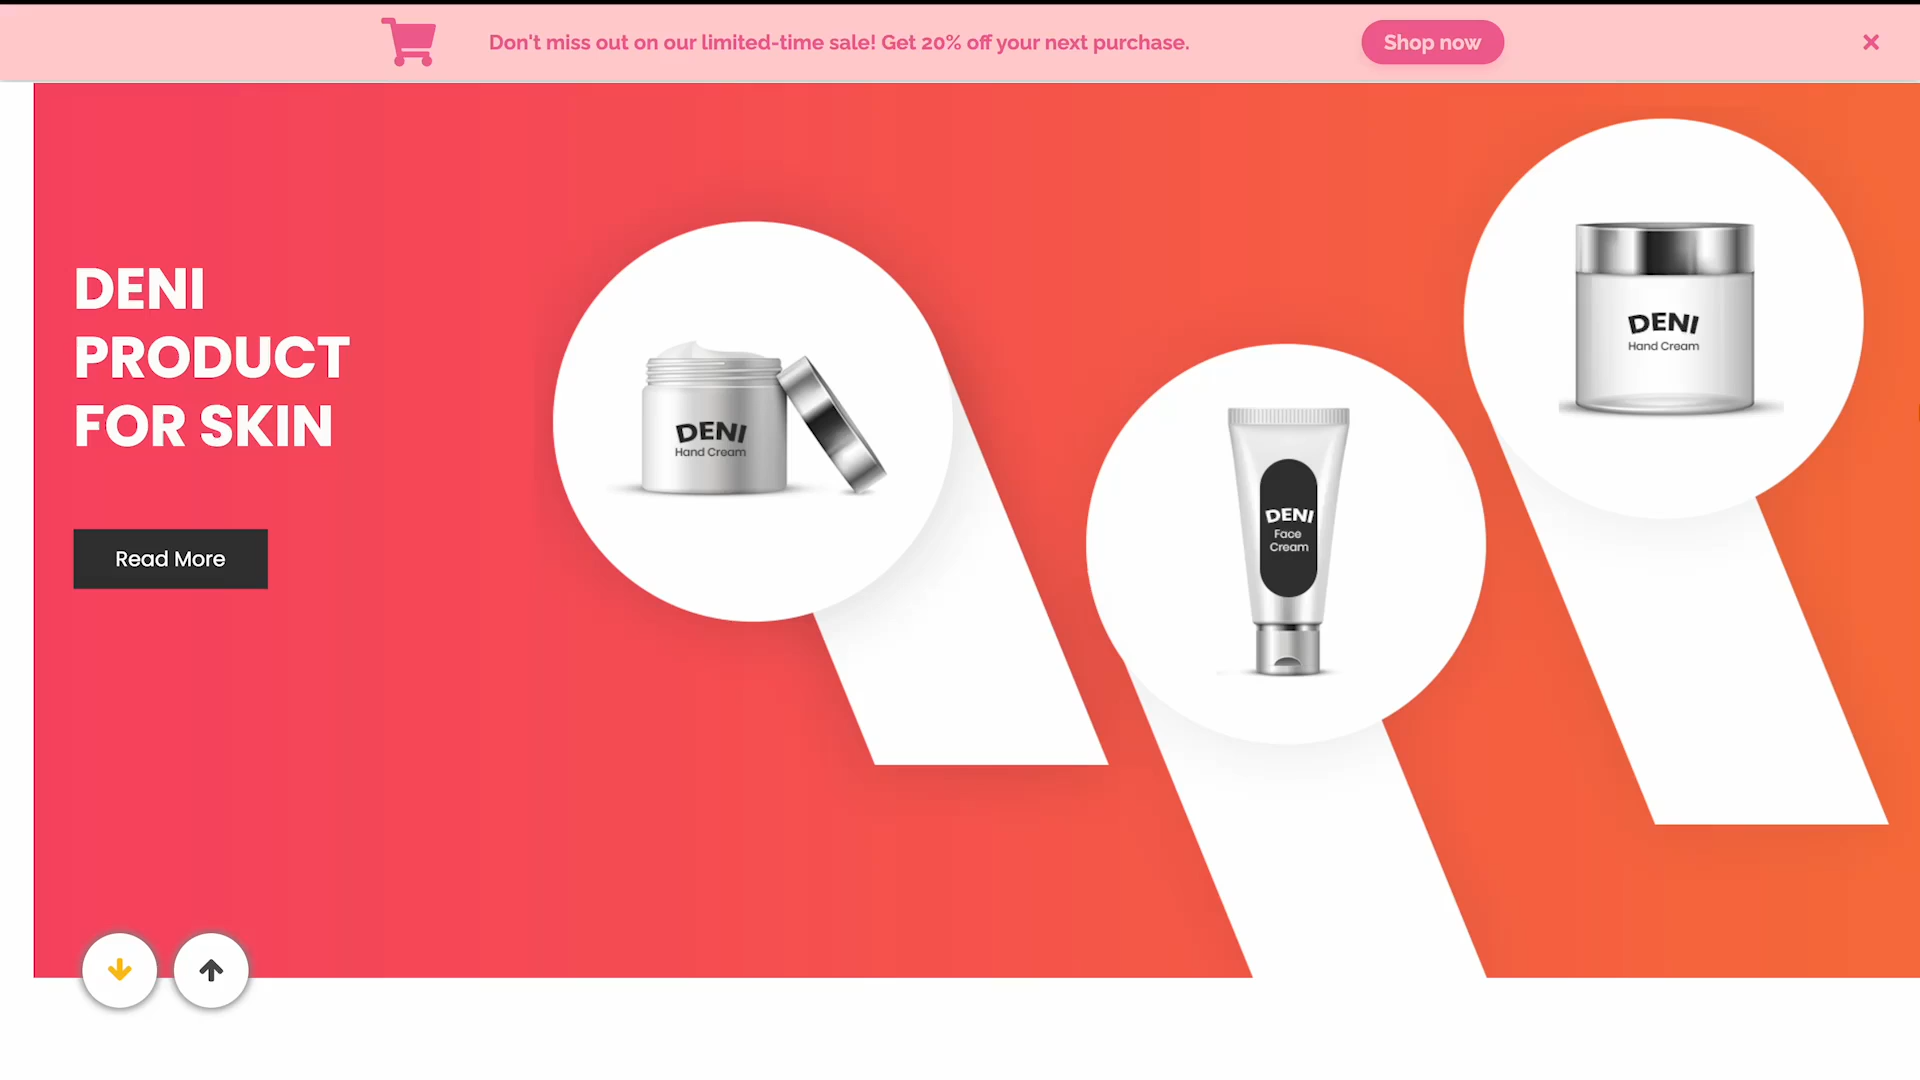 Don't miss out on our limited-time sale! Get 20% off your next purchase.
Shop now
DENI
PRODUCT
FOR SKIN
Read More
DENI
Hand Cream
DENI
Face
Cream
DENI
Hand Cream